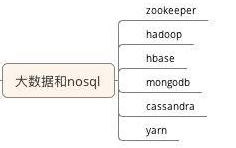 大数据和nosql
zookeeper
hadoop
hbase
mongodb
cassandra
yarn